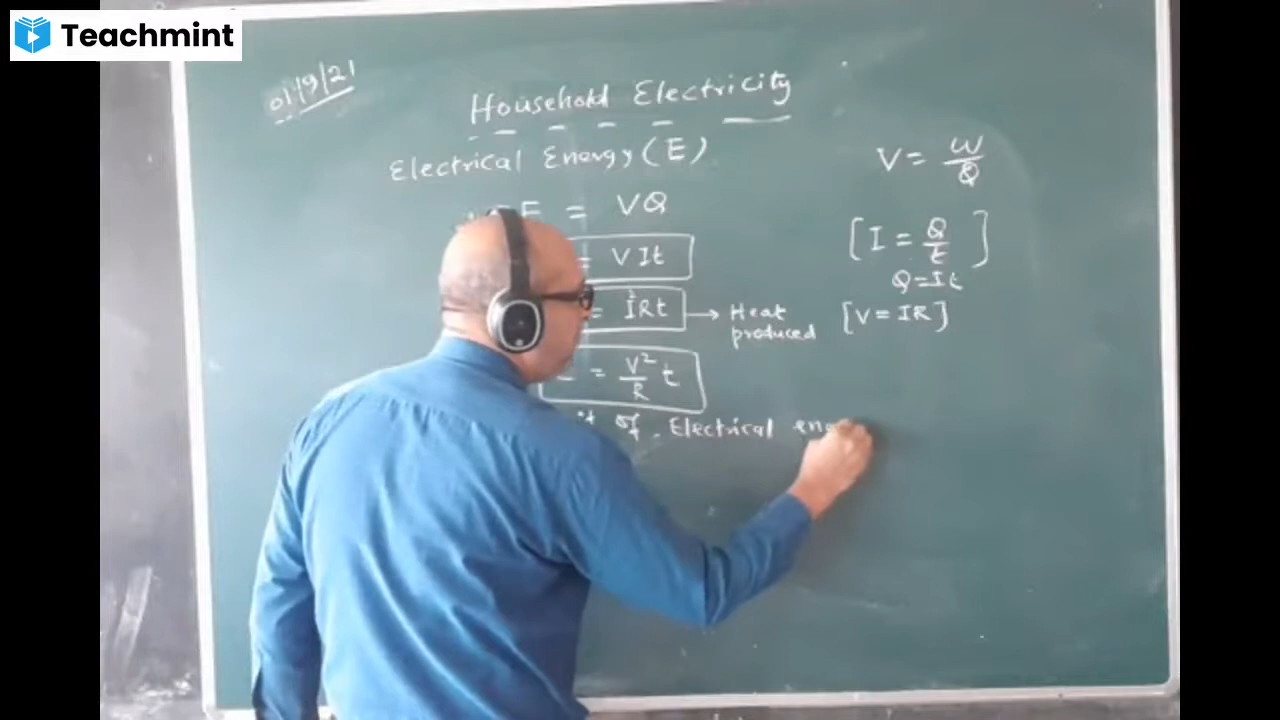 Teachmint
01/9/21
Household Electricity
Electrical Energy (E)
E = VQ
= VIt
= I²Rt → Heat produced
= V²/R t
of Electrical
V = W/Q
[I = Q/t]
Q = It
[V = IR]